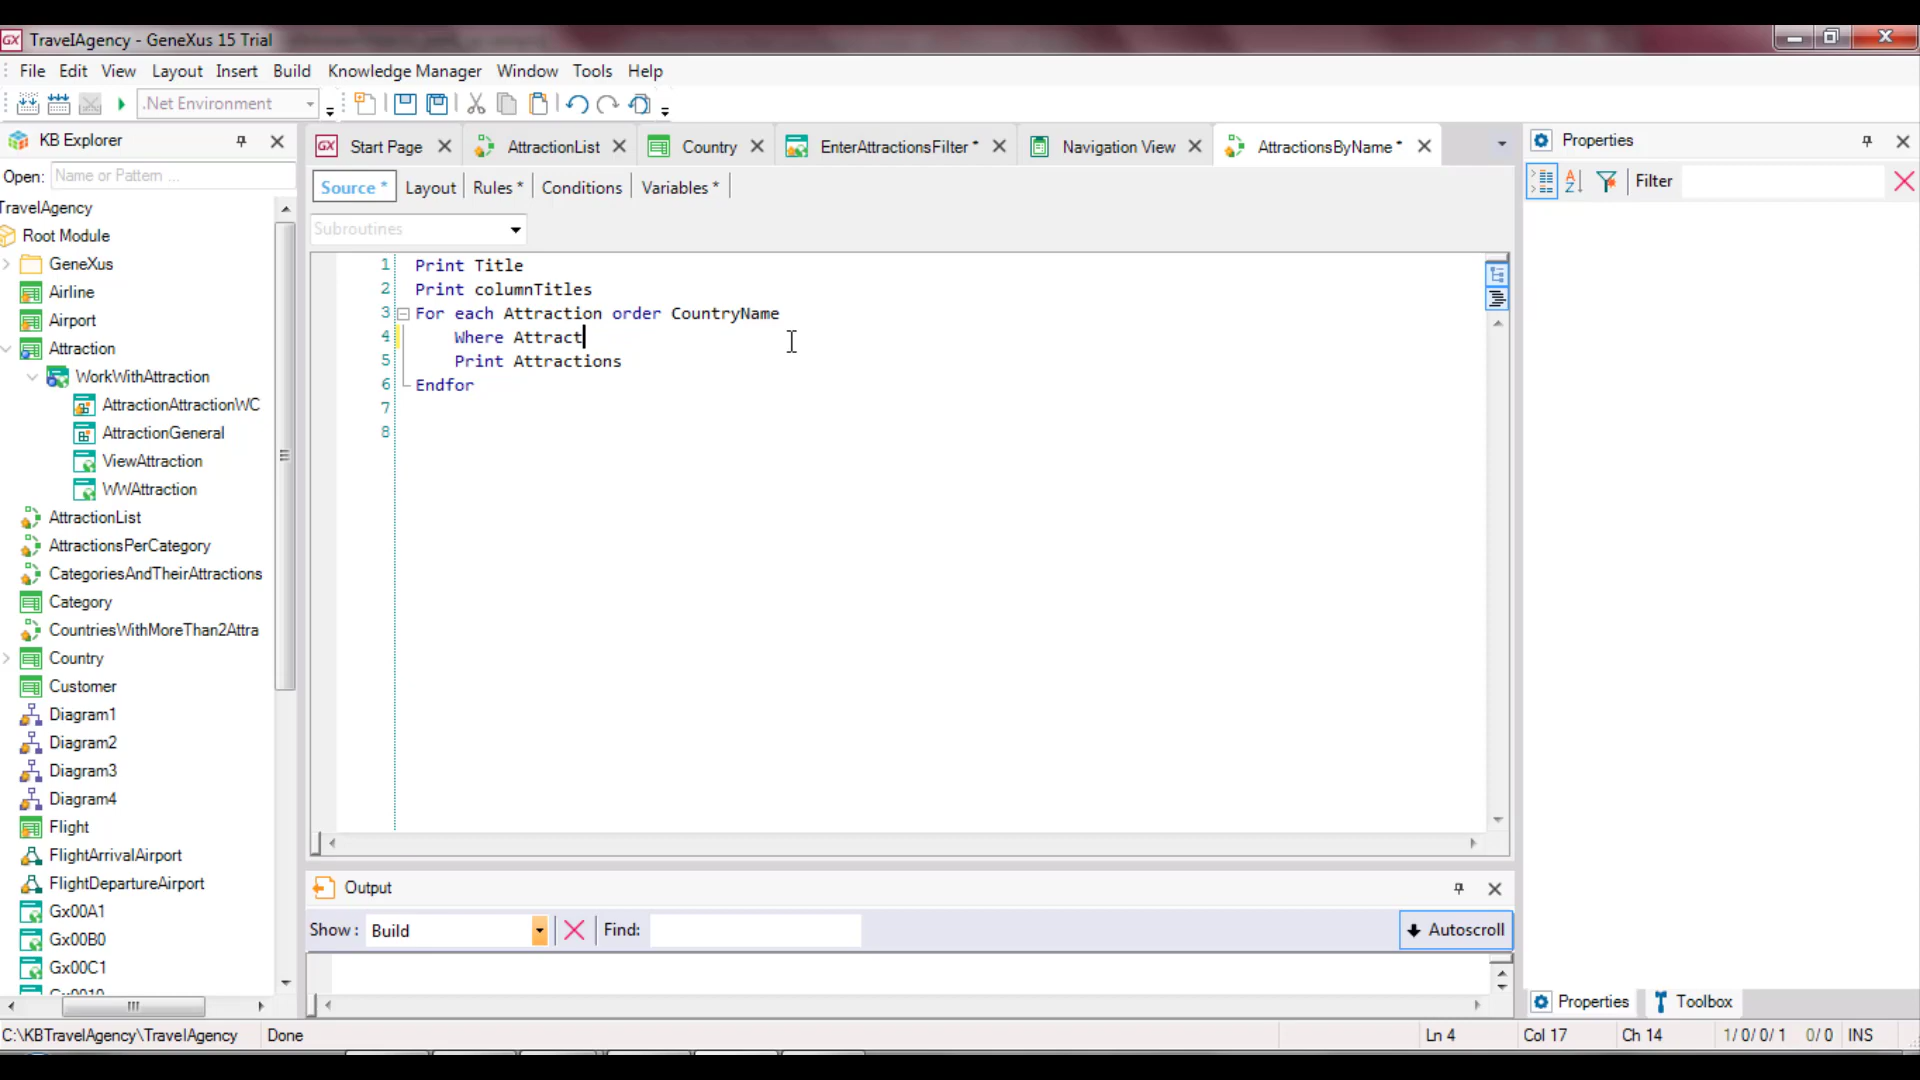 TravelAgency - GeneXus 15 Trial
File Edit View Layout Insert Build Knowledge Manager Window Tools Help
.Net Environment
KB Explorer
Open: Name or Pattern ...
TravelAgency
Root Module
GeneXus
Airline
Airport
Attraction
WorkWithAttraction
AttractionAttractionWC
AttractionGeneral
ViewAttraction
WWAttraction
AttractionList
AttractionsPerCategory
CategoriesAndTheirAttractions
Category
CountriesWithMoreThan2Attra
Country
Customer
Diagram1
Diagram2
Diagram3
Diagram4
Flight
FlightArrivalAirport
FlightDepartureAirport
Gx00A1
Gx00B0
Gx00C1
Start Page AttractionList Country EnterAttractionsFilter * Navigation View AttractionsByName *
Source * Layout Rules * Conditions Variables *
Subroutines
1 Print Title
2 Print columnTitles
3 For each Attraction order CountryName
4 Where Attract
5 Print Attractions
6 Endfor
7
8
Output
Show : Build Find: Autoscroll
Properties
Filter
Properties Toolbox
C:\KBTravelAgency\TravelAgency Done Ln 4 Col 17 Ch 14 1/0/0/1 0/0 INS